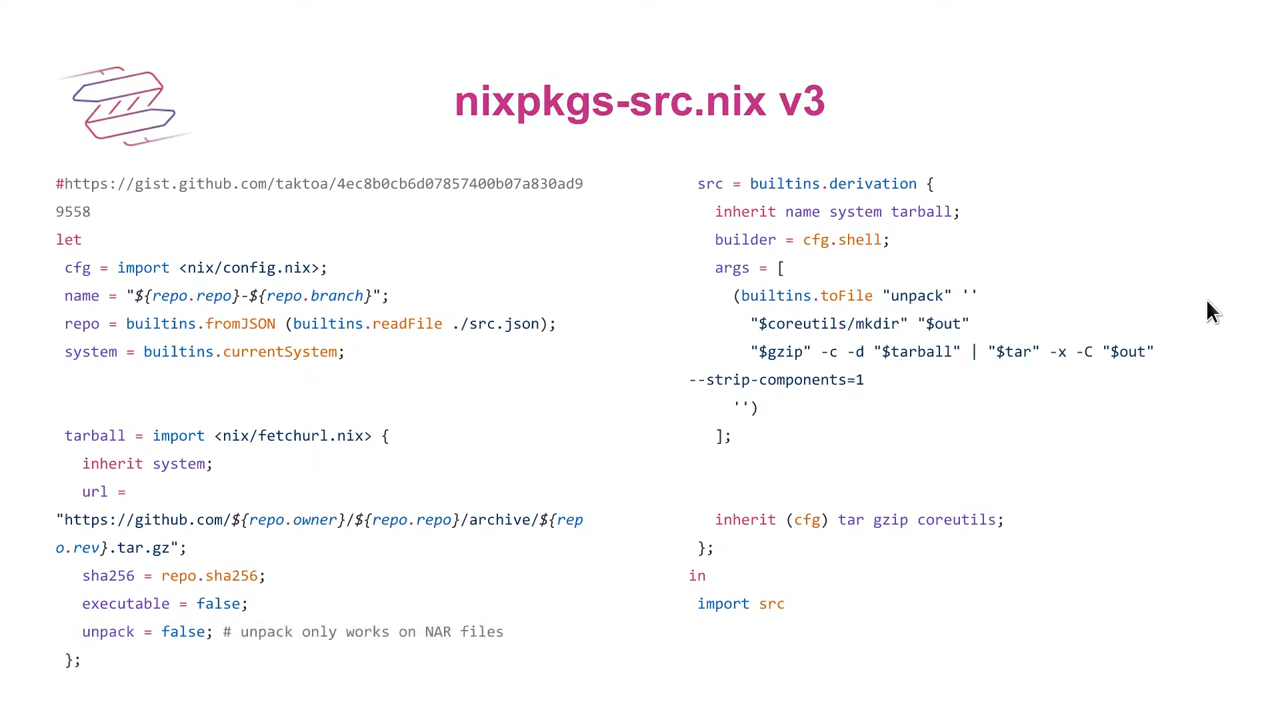 nixpkgs-src.nix v3
#https://gist.github.com/taktoa/4ec8b0cb6d07857400b07a830ad9
9558
let
cfg = import <nix/config.nix>;
name = "${repo.repo}-${repo.branch}";
repo = builtins.fromJSON (builtins.readFile ./src.json);
system = builtins.currentSystem;
tarball = import <nix/fetchurl.nix> {
inherit system;
url =
"https://github.com/${repo.owner}/${repo.repo}/archive/${rep
o.rev}.tar.gz";
sha256 = repo.sha256;
executable = false;
unpack = false; # unpack only works on NAR files
};
src = builtins.derivation {
inherit name system tarball;
builder = cfg.shell;
args = [
(builtins.toFile "unpack" ''
"$coreutils/mkdir" "$out"
"$gzip" -c -d "$tarball" | "$tar" -x -C "$out"
--strip-components=1
'')
];
inherit (cfg) tar gzip coreutils;
};
in
import src